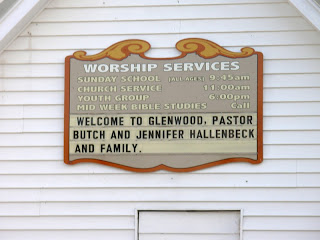 WORSHIP SERVICES
SUNDAY SCHOOL (ALL AGES) 9:45am
CHURCH SERVICE 11:00am
YOUTH GROUP 6:00pm
MID WEEK BIBLE STUDIES Call
WELCOME TO GLENWOOD, PASTOR
BUTCH AND JENNIFER HALLENBECK
AND FAMILY.